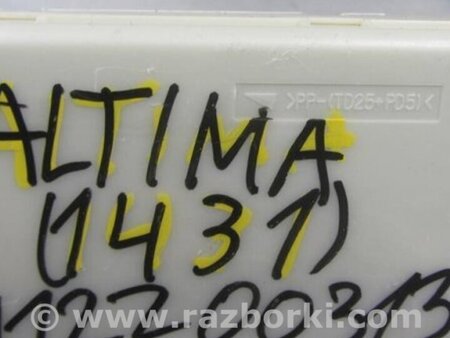 >PP-(TD25+PD5)<
ALTIMA
(1431)
www.razborki.com